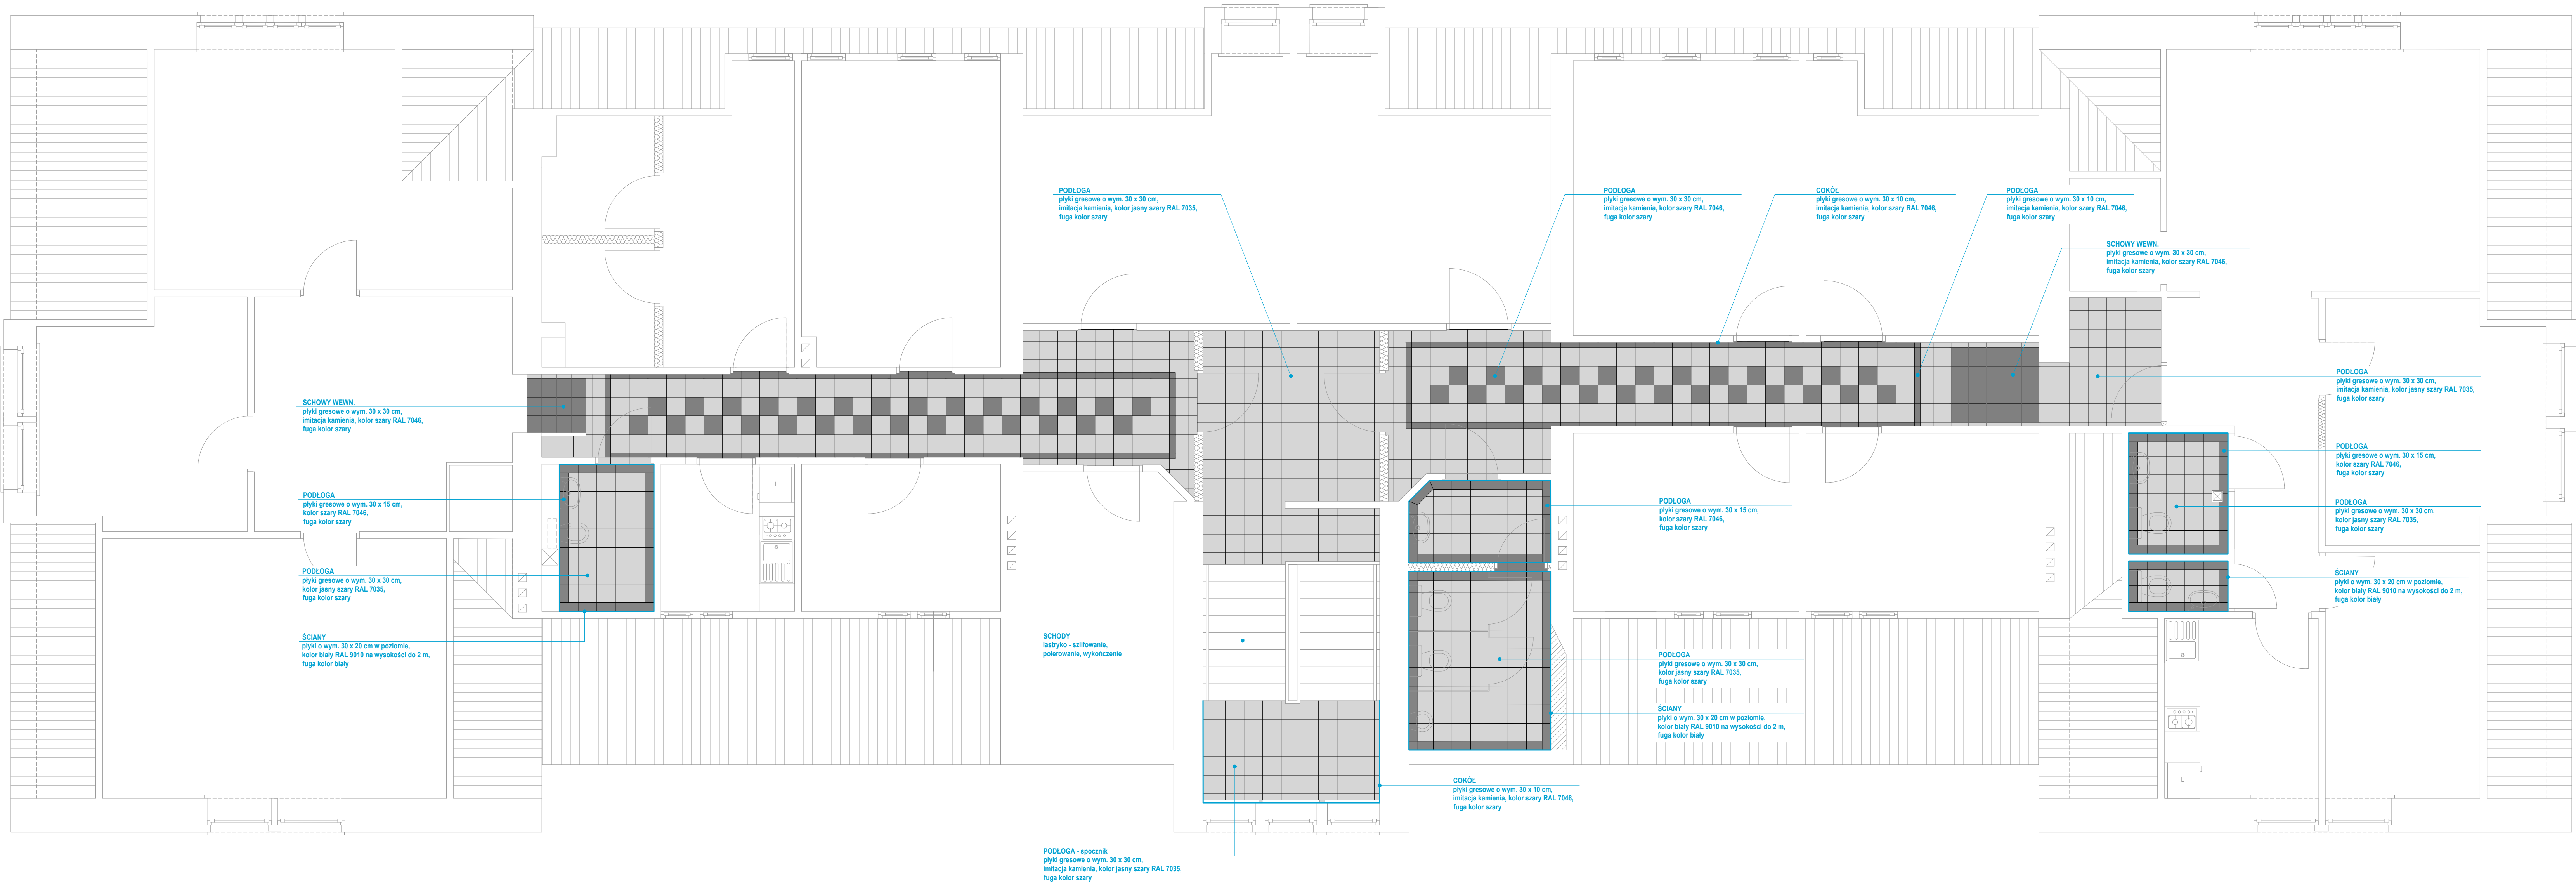 PODŁOGA
płyki gresowe o wym. 30 x 30 cm,
imitacja kamienia, kolor jasny szary RAL 7035,
fuga kolor szary
PODŁOGA
płyki gresowe o wym. 30 x 30 cm,
imitacja kamienia, kolor szary RAL 7046,
fuga kolor szary
COKÓŁ
płyki gresowe o wym. 30 x 10 cm,
imitacja kamienia, kolor szary RAL 7046,
fuga kolor szary
PODŁOGA
płyki gresowe o wym. 30 x 10 cm,
imitacja kamienia, kolor szary RAL 7046,
fuga kolor szary
SCHOWY WEWN.
płyki gresowe o wym. 30 x 30 cm,
imitacja kamienia, kolor szary RAL 7046,
fuga kolor szary
SCHOWY WEWN.
płyki gresowe o wym. 30 x 30 cm,
imitacja kamienia, kolor szary RAL 7046,
fuga kolor szary
PODŁOGA
płyki gresowe o wym. 30 x 30 cm,
imitacja kamienia, kolor jasny szary RAL 7035,
fuga kolor szary
PODŁOGA
płyki gresowe o wym. 30 x 15 cm,
kolor szary RAL 7046,
fuga kolor szary
PODŁOGA
płyki gresowe o wym. 30 x 15 cm,
kolor szary RAL 7046,
fuga kolor szary
PODŁOGA
płyki gresowe o wym. 30 x 15 cm,
kolor szary RAL 7046,
fuga kolor szary
PODŁOGA
płyki gresowe o wym. 30 x 30 cm,
kolor jasny szary RAL 7035,
fuga kolor szary
L
PODŁOGA
płyki gresowe o wym. 30 x 30 cm,
kolor jasny szary RAL 7035,
fuga kolor szary
ŚCIANY
płyki o wym. 30 x 20 cm w poziomie,
kolor biały RAL 9010 na wysokości do 2 m,
fuga kolor biały
ŚCIANY
płyki o wym. 30 x 20 cm w poziomie,
kolor biały RAL 9010 na wysokości do 2 m,
fuga kolor biały
SCHODY
lastryko - szlifowanie,
polerowanie, wykończenie
PODŁOGA
płyki gresowe o wym. 30 x 30 cm,
kolor jasny szary RAL 7035,
fuga kolor szary
ŚCIANY
płyki o wym. 30 x 20 cm w poziomie,
kolor biały RAL 9010 na wysokości do 2 m,
fuga kolor biały
COKÓŁ
płyki gresowe o wym. 30 x 10 cm,
imitacja kamienia, kolor szary RAL 7046,
fuga kolor szary
L
PODŁOGA - spocznik
płyki gresowe o wym. 30 x 30 cm,
imitacja kamienia, kolor jasny szary RAL 7035,
fuga kolor szary